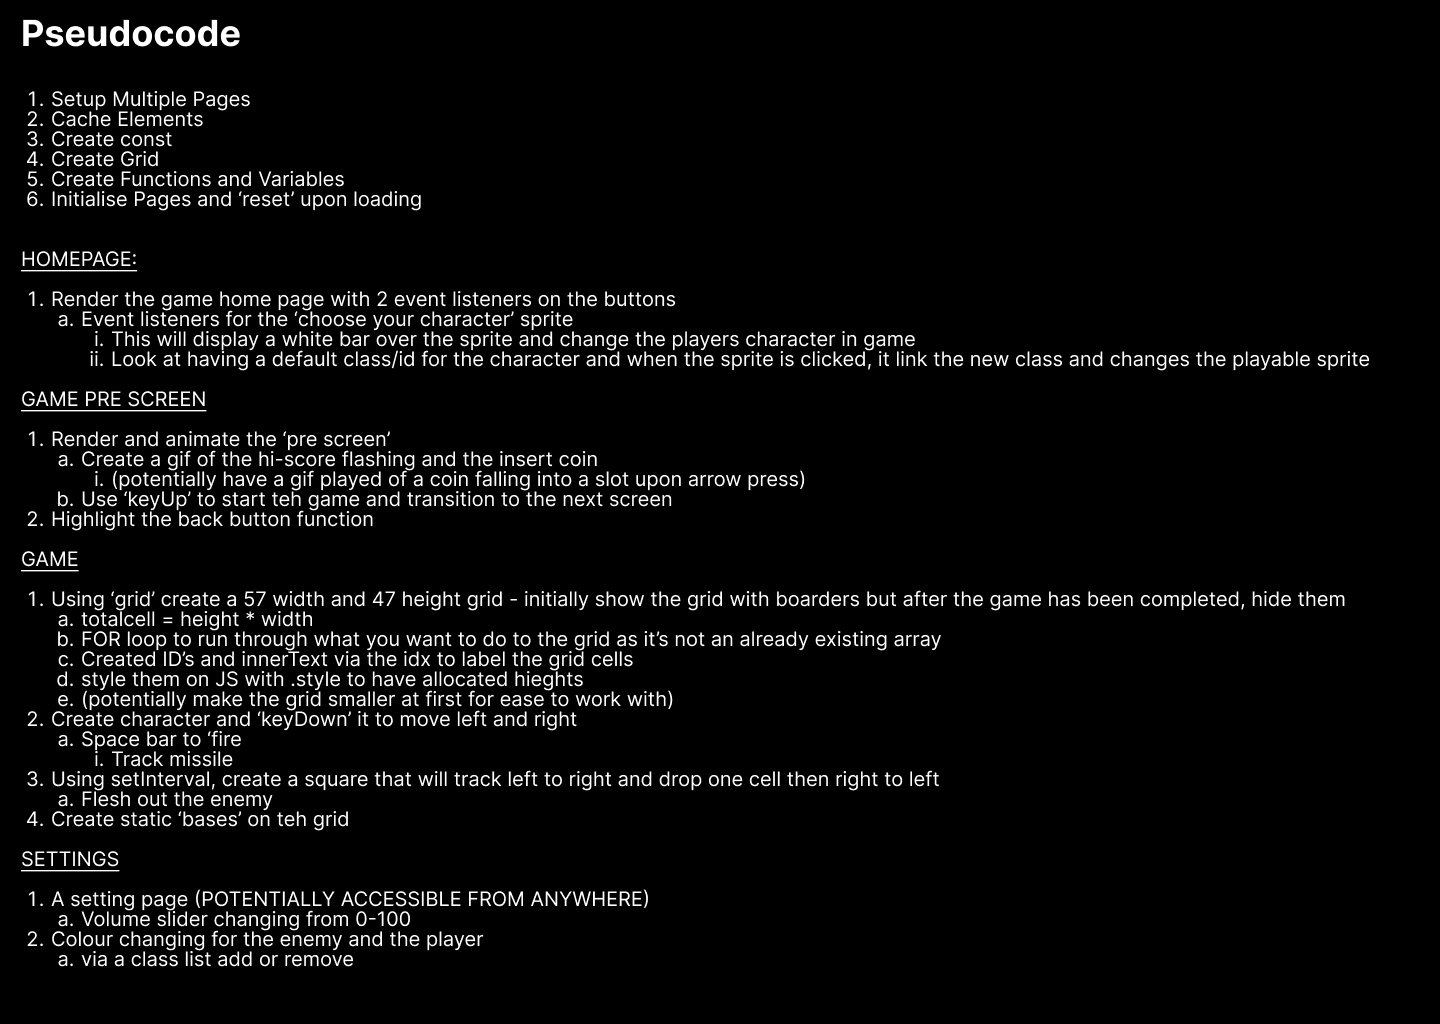 Pseudocode
1. Setup Multiple Pages
2. Cache Elements
3. Create const
4. Create Grid
5. Create Functions and Variables
6. Initialise Pages and ‘reset’ upon loading
HOMEPAGE:
1. Render the game home page with 2 event listeners on the buttons
a. Event listeners for the ‘choose your character’ sprite
i. This will display a white bar over the sprite and change the players character in game
ii. Look at having a default class/id for the character and when the sprite is clicked, it link the new class and changes the playable sprite
GAME PRE SCREEN
1. Render and animate the ‘pre screen’
a. Create a gif of the hi-score flashing and the insert coin
i. (potentially have a gif played of a coin falling into a slot upon arrow press)
b. Use ‘keyUp’ to start teh game and transition to the next screen
2. Highlight the back button function
GAME
1. Using ‘grid’ create a 57 width and 47 height grid - initially show the grid with boarders but after the game has been completed, hide them
a. totalcell = height * width
b. FOR loop to run through what you want to do to the grid as it’s not an already existing array
c. Created ID’s and innerText via the idx to label the grid cells
d. style them on JS with .style to have allocated hieghts
e. (potentially make the grid smaller at first for ease to work with)
2. Create character and ‘keyDown’ it to move left and right
a. Space bar to ‘fire
i. Track missile
3. Using setInterval, create a square that will track left to right and drop one cell then right to left
a. Flesh out the enemy
4. Create static ‘bases’ on teh grid
SETTINGS
1. A setting page (POTENTIALLY ACCESSIBLE FROM ANYWHERE)
a. Volume slider changing from 0-100
2. Colour changing for the enemy and the player
a. via a class list add or remove